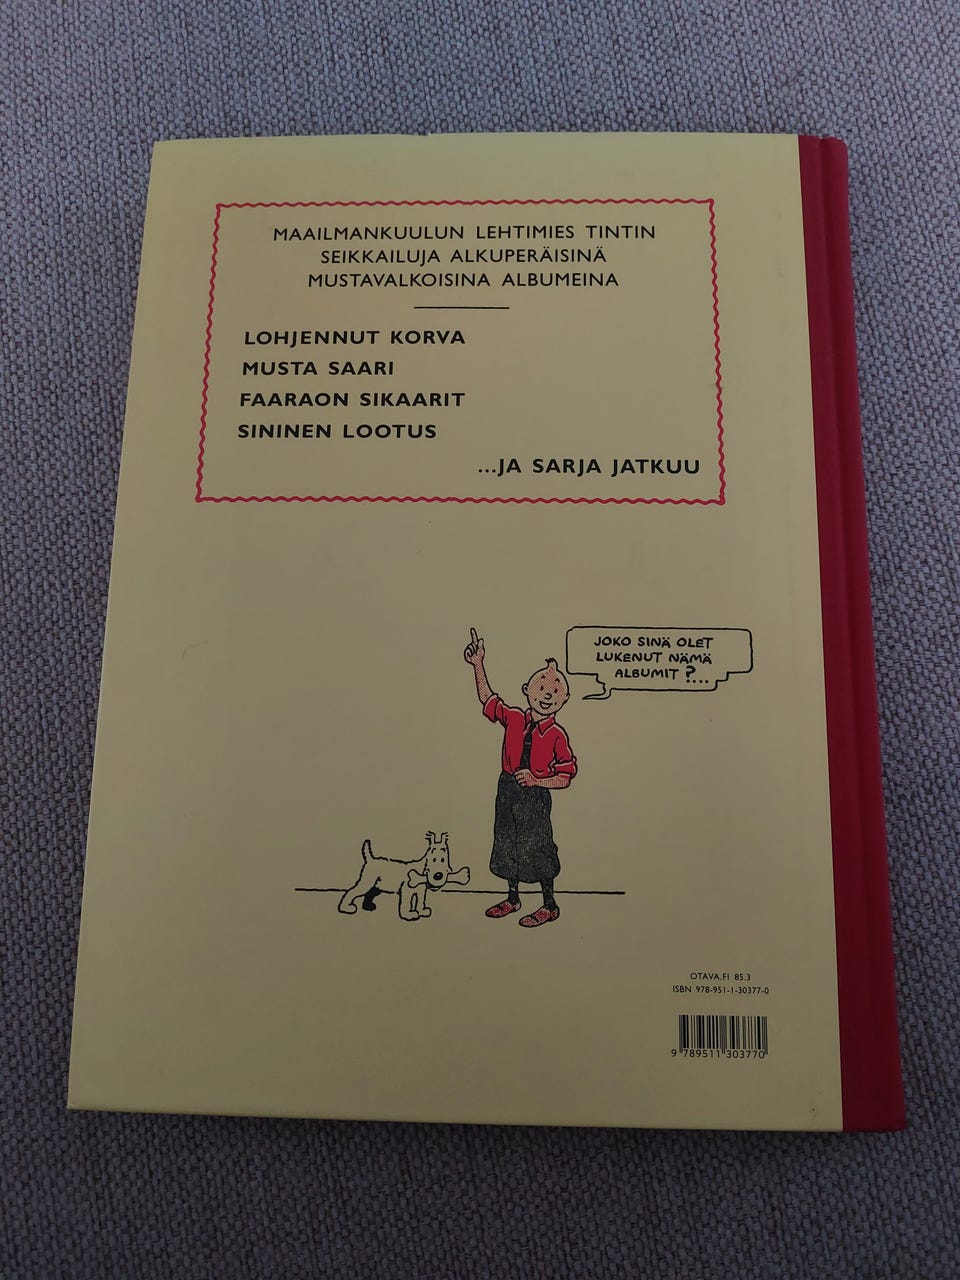 MAAILMANKUULUN LEHTIMIES TINTIN
SEIKKAILUJA ALKUPERÄISINÄ
MUSTAVALKOISINA ALBUMEINA
LOHJENNUT KORVA
MUSTA SAARI
FAARAON SIKAARIT
SININEN LOOTUS
...JA SARJA JATKUU
JOKO SINÄ OLET
LUKENUT NÄMÄ
ALBUMIT ?...
OTAVA.FI 85.3
ISBN 978-951-1-30377-0
9 789511 303770